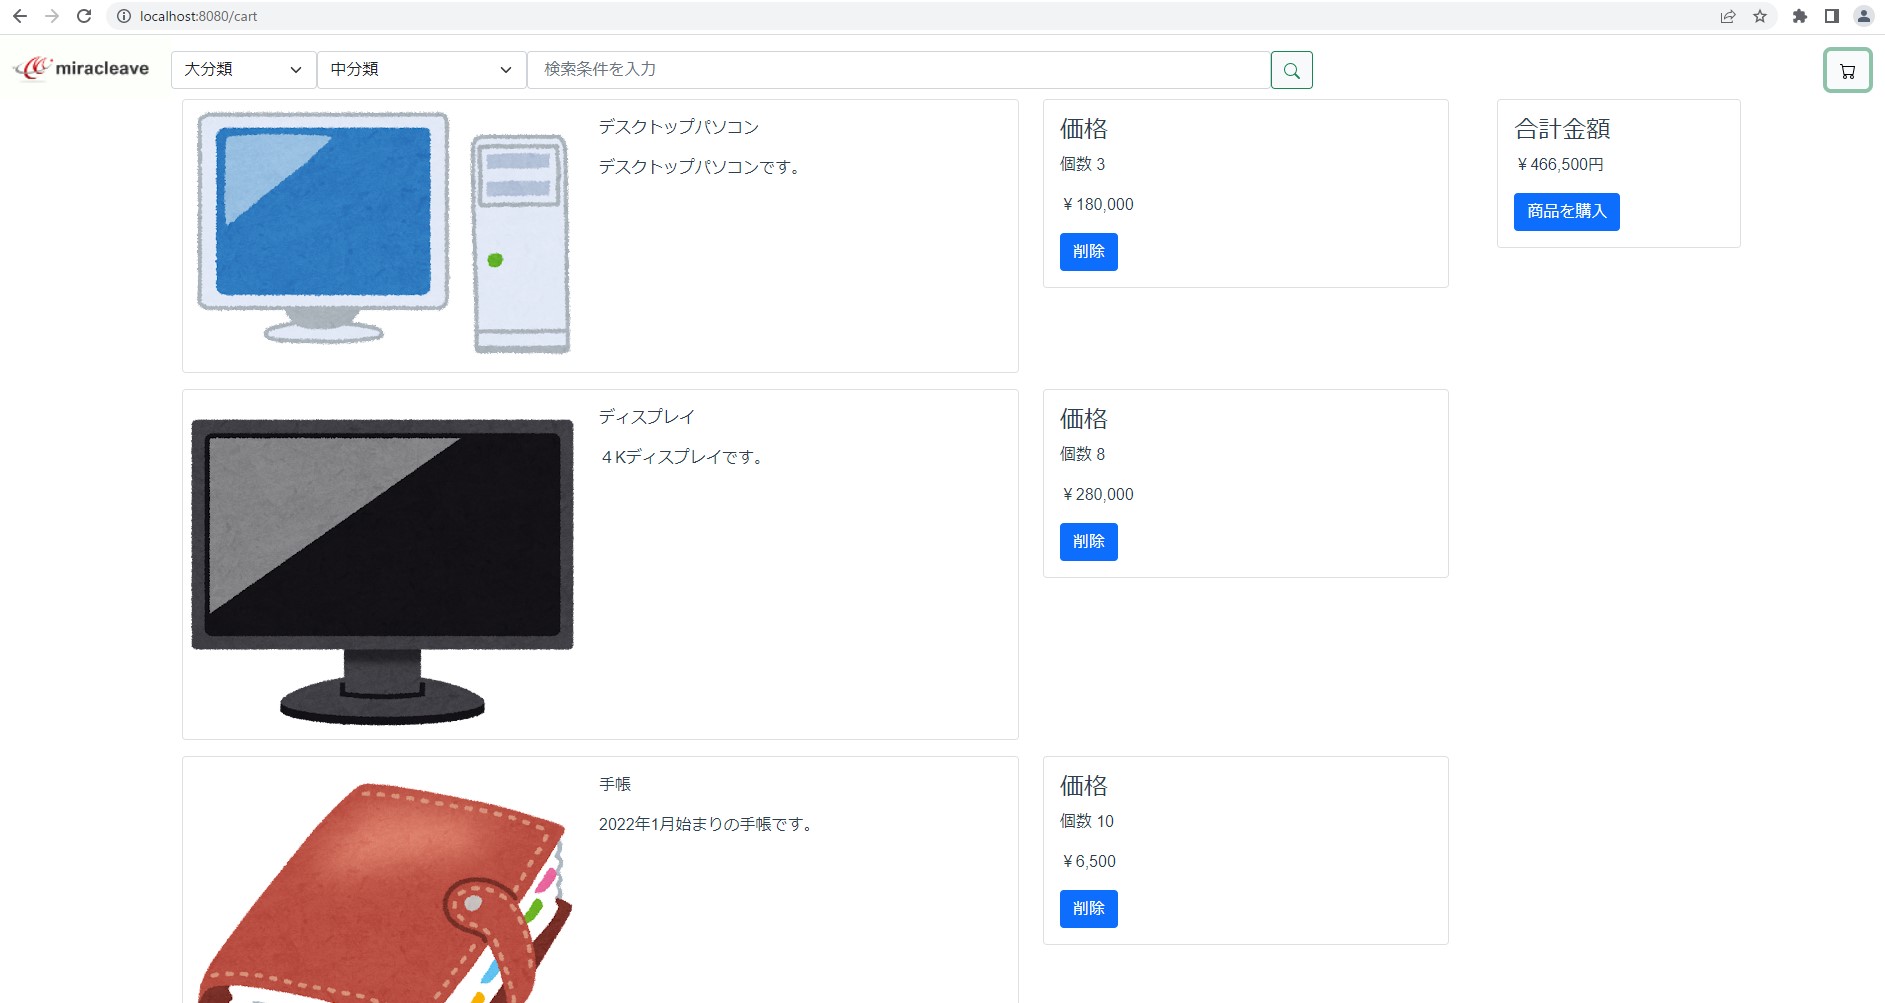 localhost:8080/cart
miracleave
大分類
中分類
検索条件を入力
デスクトップパソコン
デスクトップパソコンです。
価格
個数 3
￥180,000
削除
合計金額
￥466,500円
商品を購入
ディスプレイ
４Kディスプレイです。
価格
個数 8
￥280,000
削除
手帳
2022年1月始まりの手帳です。
価格
個数 10
￥6,500
削除